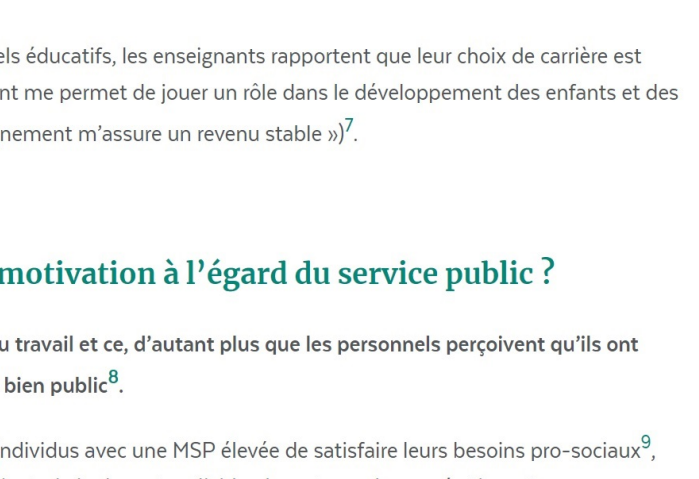 els éducatifs, les enseignants rapportent que leur choix de carrière est
nt me permet de jouer un rôle dans le développement des enfants et des
nement m’assure un revenu stable »)7.
motivation à l’égard du service public ?
u travail et ce, d’autant plus que les personnels perçoivent qu’ils ont
bien public8.
ndividus avec une MSP élevée de satisfaire leurs besoins pro-sociaux9,